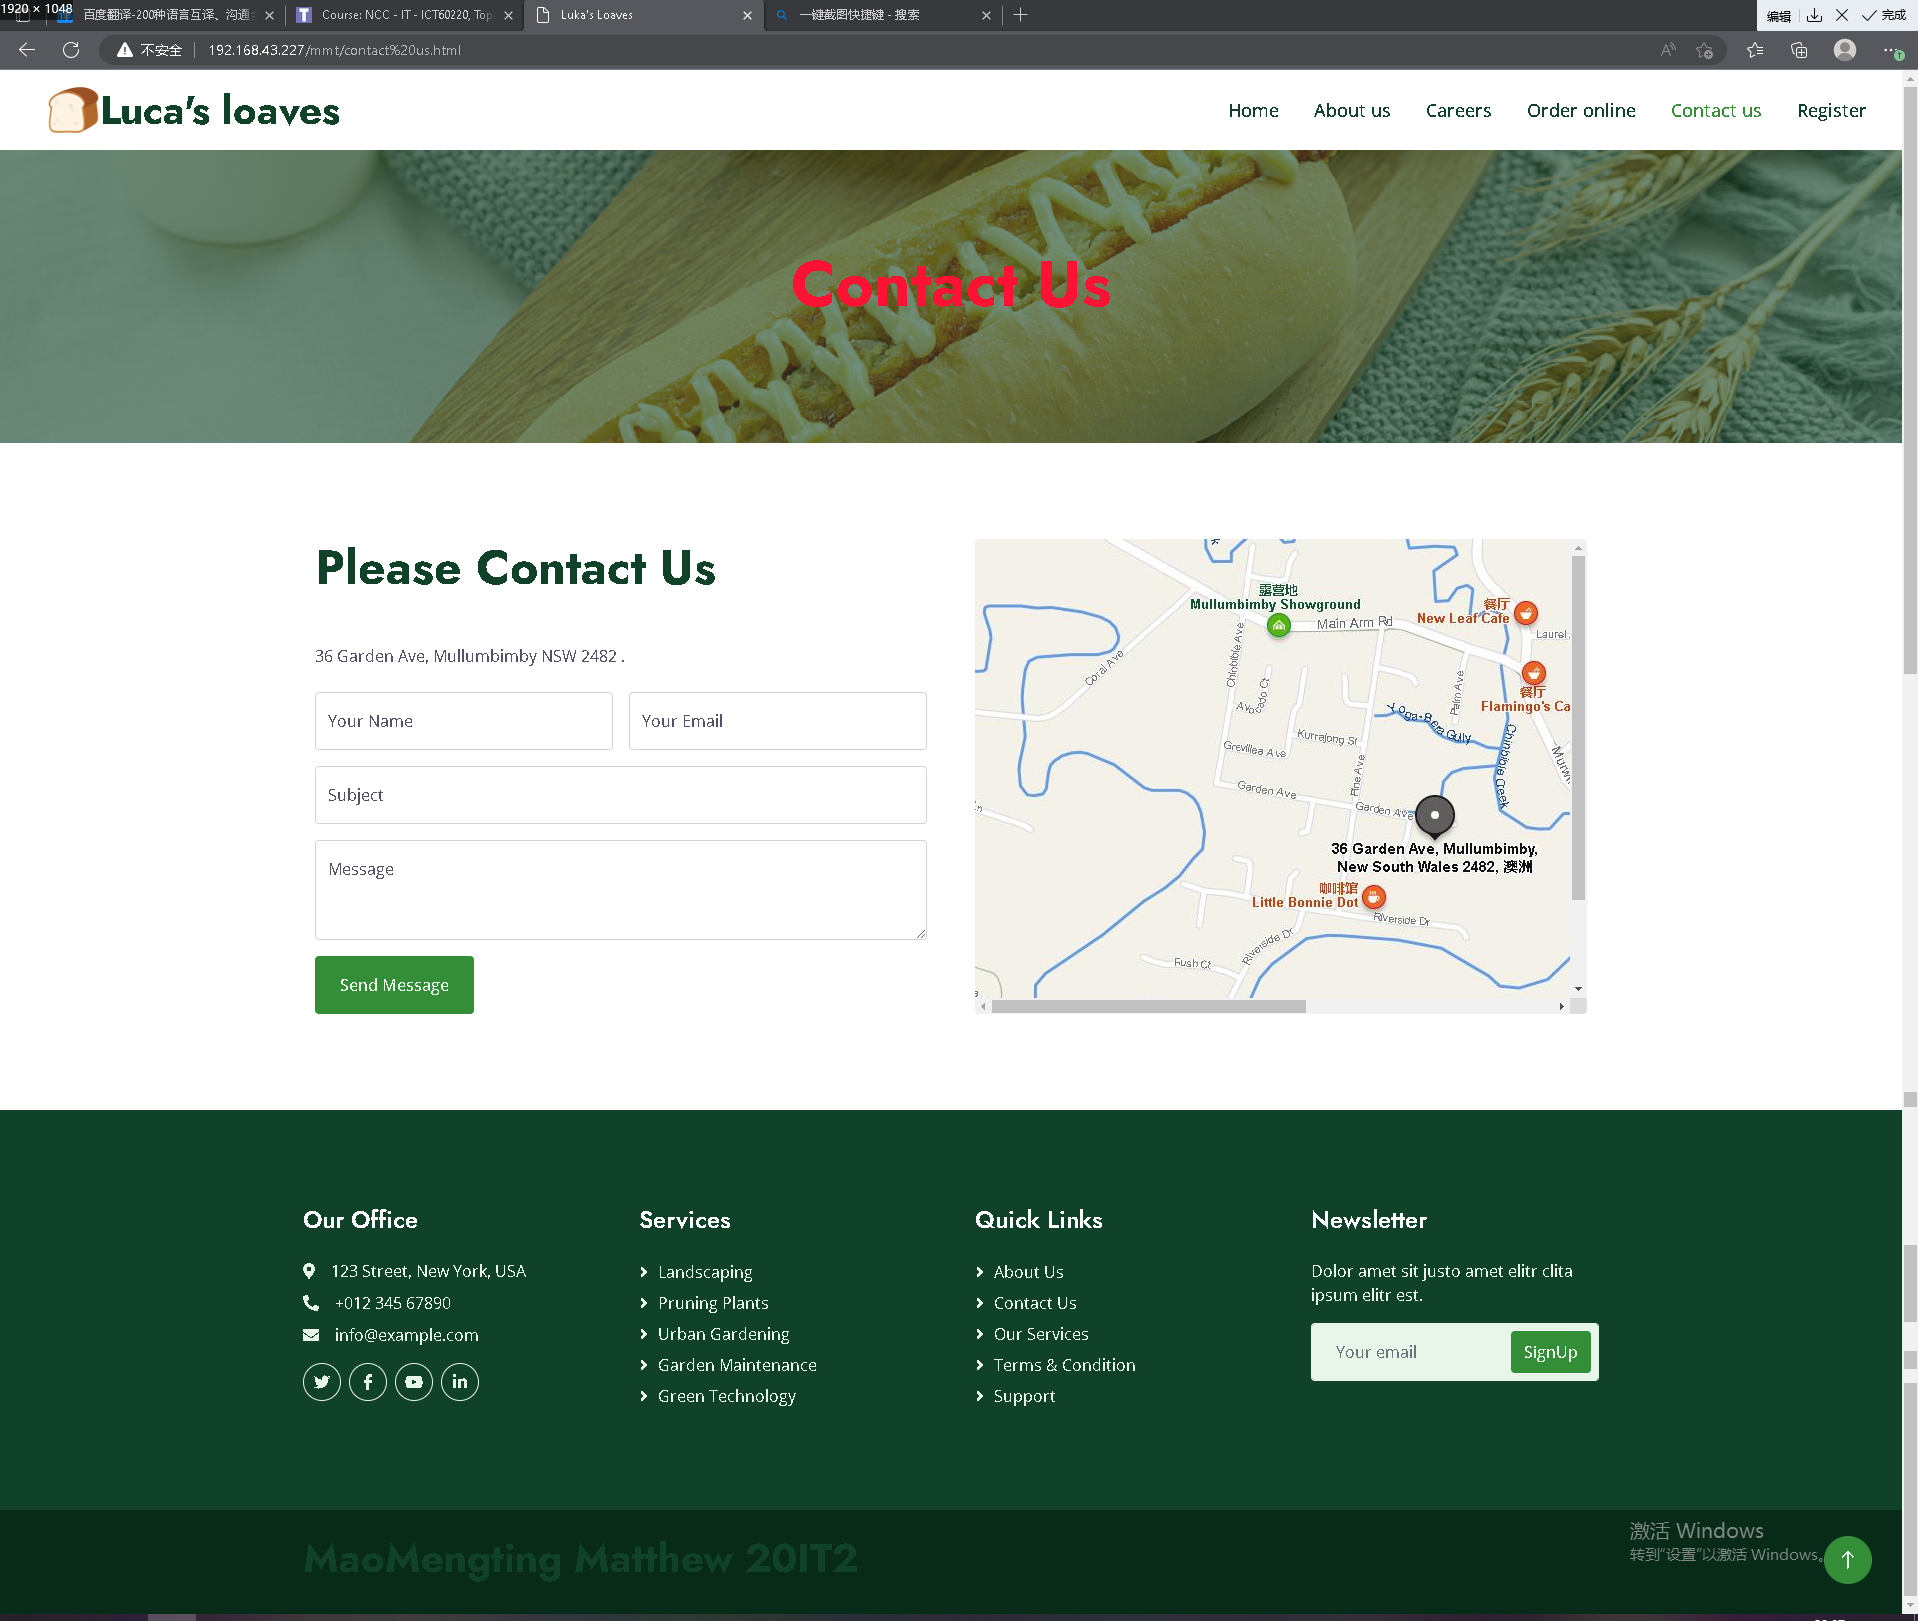 1920 × 1048
百度翻译-200种语言互译、沟通
Course: NCC - IT - ICT60220, Top
Luka's Loaves
一键截图快捷键 - 搜索
编辑
完成
不安全
192.168.43.227/mmt/contact%20us.html
Luca's loaves
Home
About us
Careers
Order online
Contact us
Register
Contact Us
Please Contact Us
36 Garden Ave, Mullumbimby NSW 2482 .
Your Name
Your Email
Subject
Message
Send Message
露营地
Mullumbimby Showground
Main Arm Rd
餐厅
New Leaf Cafe
Laurel
餐厅
Flamingo's Ca
Coral Ave
Chinbible Ave
Avocado Ct
Palm Ave
Yoga-Bera Gully
Kurrajong St
Grevillea Ave
Chinbible Creek
Murw
Pine Ave
Garden Ave
Garden Ave
36 Garden Ave, Mullumbimby,
New South Wales 2482, 澳洲
咖啡馆
Little Bonnie Dot
Riverside Dr
Riverside Dr
Rush Ct
Our Office
123 Street, New York, USA
+012 345 67890
info@example.com
Services
Landscaping
Pruning Plants
Urban Gardening
Garden Maintenance
Green Technology
Quick Links
About Us
Contact Us
Our Services
Terms & Condition
Support
Newsletter
Dolor amet sit justo amet elitr clita
ipsum elitr est.
Your email
SignUp
MaoMengting Matthew 20IT2
激活 Windows
转到"设置"以激活 Windows。